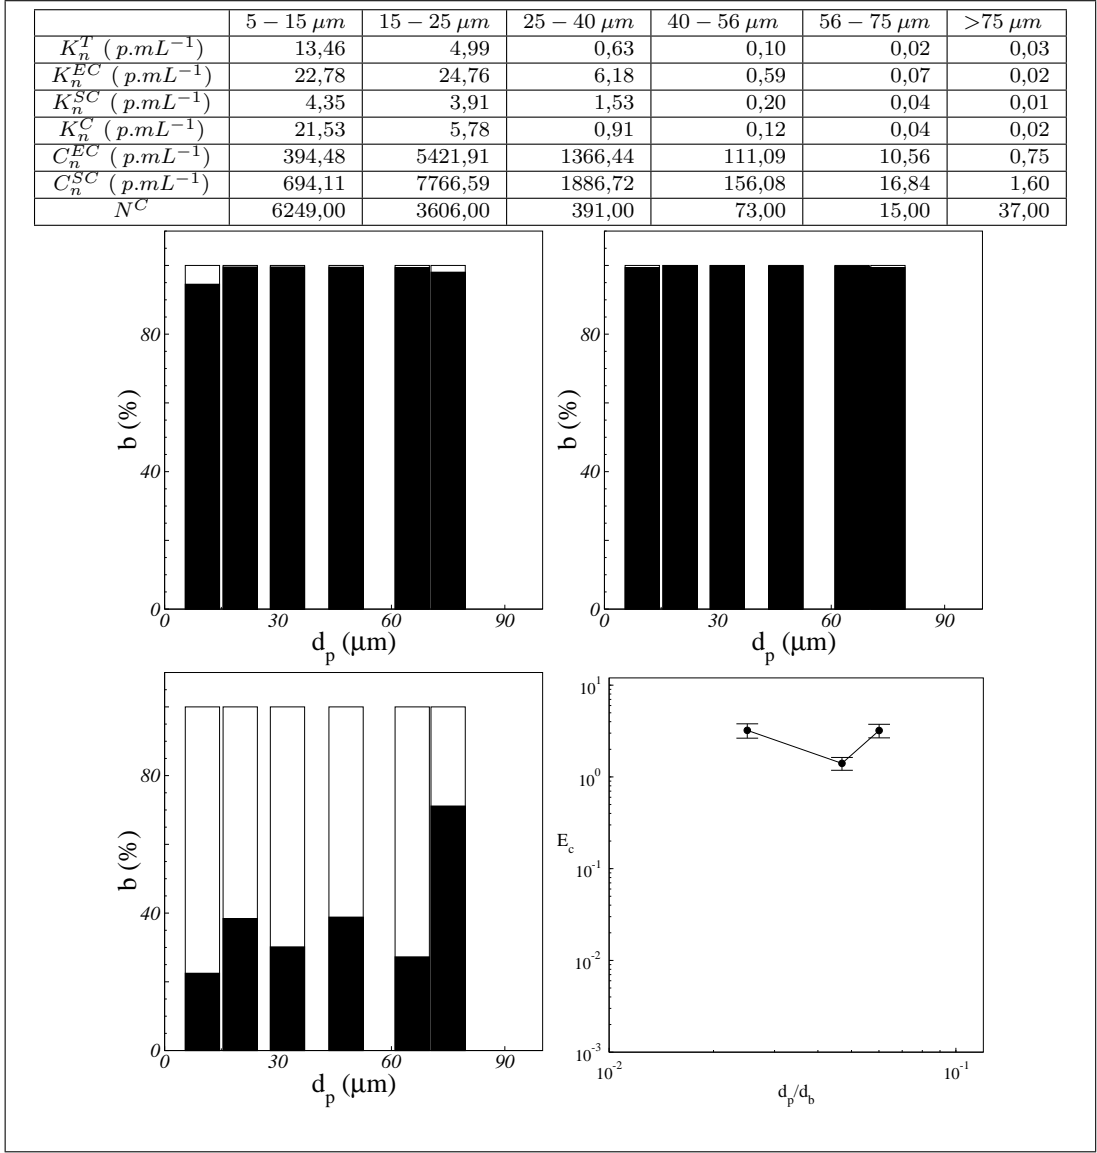 5 – 15 μm 15 – 25 μm 25 – 40 μm 40 – 56 μm 56 – 75 μm >75 μm
K_n^T ( p.mL^{−1}) 13,46 4,99 0,63 0,10 0,02 0,03
K_n^{EC} ( p.mL^{−1}) 22,78 24,76 6,18 0,59 0,07 0,02
K_n^{SC} ( p.mL^{−1}) 4,35 3,91 1,53 0,20 0,04 0,01
K_n^C ( p.mL^{−1}) 21,53 5,78 0,91 0,12 0,04 0,02
C_n^{EC} ( p.mL^{−1}) 394,48 5421,91 1366,44 111,09 10,56 0,75
C_n^{SC} ( p.mL^{−1}) 694,11 7766,59 1886,72 156,08 16,84 1,60
N^C 6249,00 3606,00 391,00 73,00 15,00 37,00
80
40
0
b (%)
0 30 60 90
d_p (μm)
80
40
0
b (%)
0 30 60 90
d_p (μm)
80
40
0
b (%)
0 30 60 90
d_p (μm)
10^1
10^0
10^{-1}
10^{-2}
10^{-3}
E_c
10^{-2} 10^{-1}
d_p/d_b